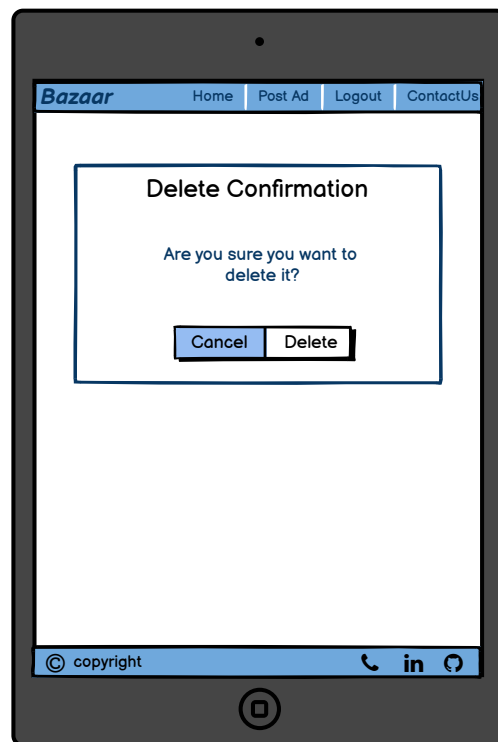 Bazaar Home Post Ad Logout ContactUs
Delete Confirmation
Are you sure you want to
delete it?
Cancel Delete
© copyright in